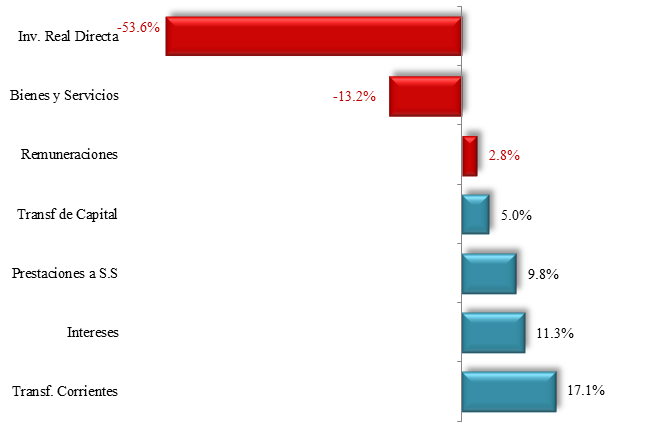 Inv. Real Directa -53.6%
Bienes y Servicios -13.2%
Remuneraciones 2.8%
Transf de Capital 5.0%
Prestaciones a S.S 9.8%
Intereses 11.3%
Transf. Corrientes 17.1%